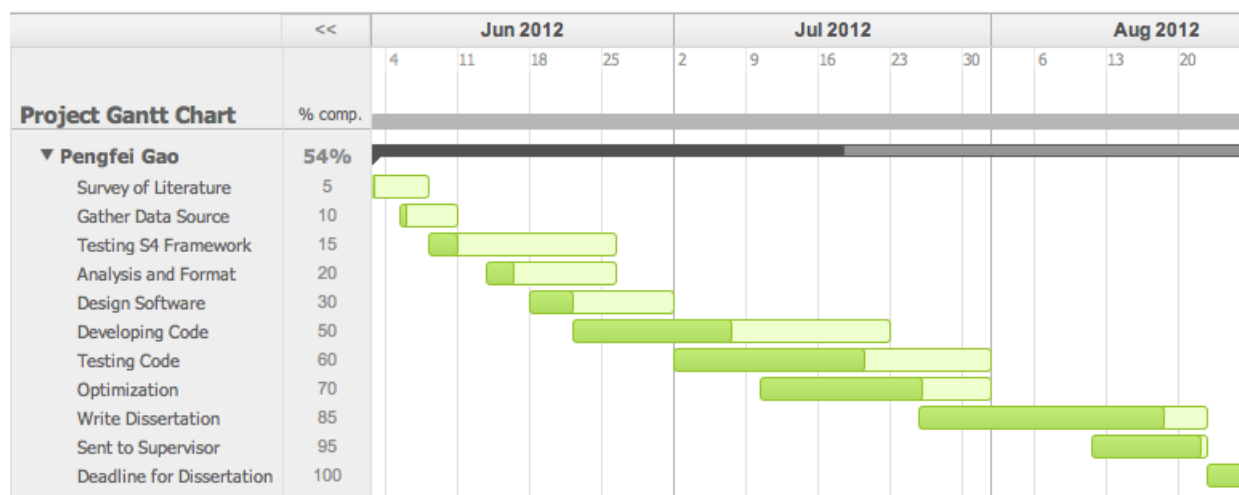 << Jun 2012 Jul 2012 Aug 2012
4 11 18 25 2 9 16 23 30 6 13 20
Project Gantt Chart % comp.
▼ Pengfei Gao 54%
Survey of Literature 5
Gather Data Source 10
Testing S4 Framework 15
Analysis and Format 20
Design Software 30
Developing Code 50
Testing Code 60
Optimization 70
Write Dissertation 85
Sent to Supervisor 95
Deadline for Dissertation 100